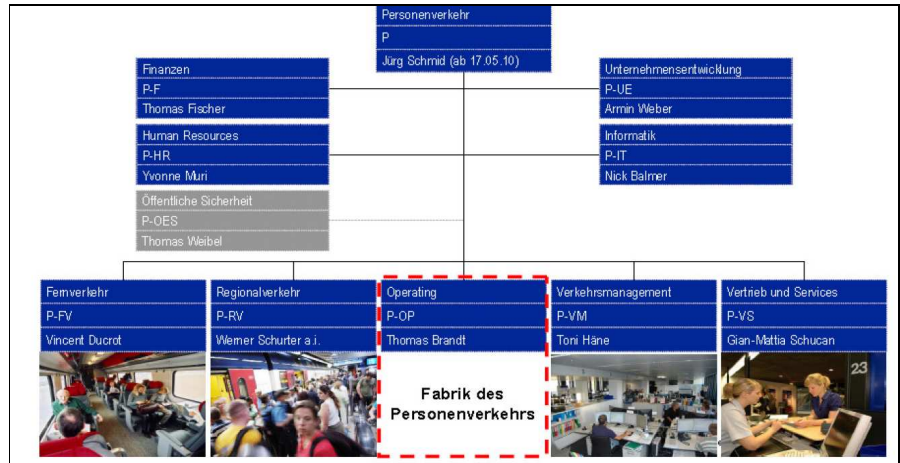 Personenverkehr
P
Jürg Schmid (ab 17.05.10)
Finanzen
P-F
Thomas Fischer
Unternehmensentwicklung
P-UE
Armin Weber
Human Resources
P-HR
Yvonne Muri
Informatik
P-IT
Nick Balmer
Öffentliche Sicherheit
P-OES
Thomas Weibel
Fernverkehr
P-FV
Vincent Ducrot
Regionalverkehr
P-RV
Werner Schurter a.i.
Operating
P-OP
Thomas Brandt
Fabrik des
Personenverkehrs
Verkehrsmanagement
P-VM
Toni Häne
Vertrieb und Services
P-VS
Gian-Mattia Schucan
23